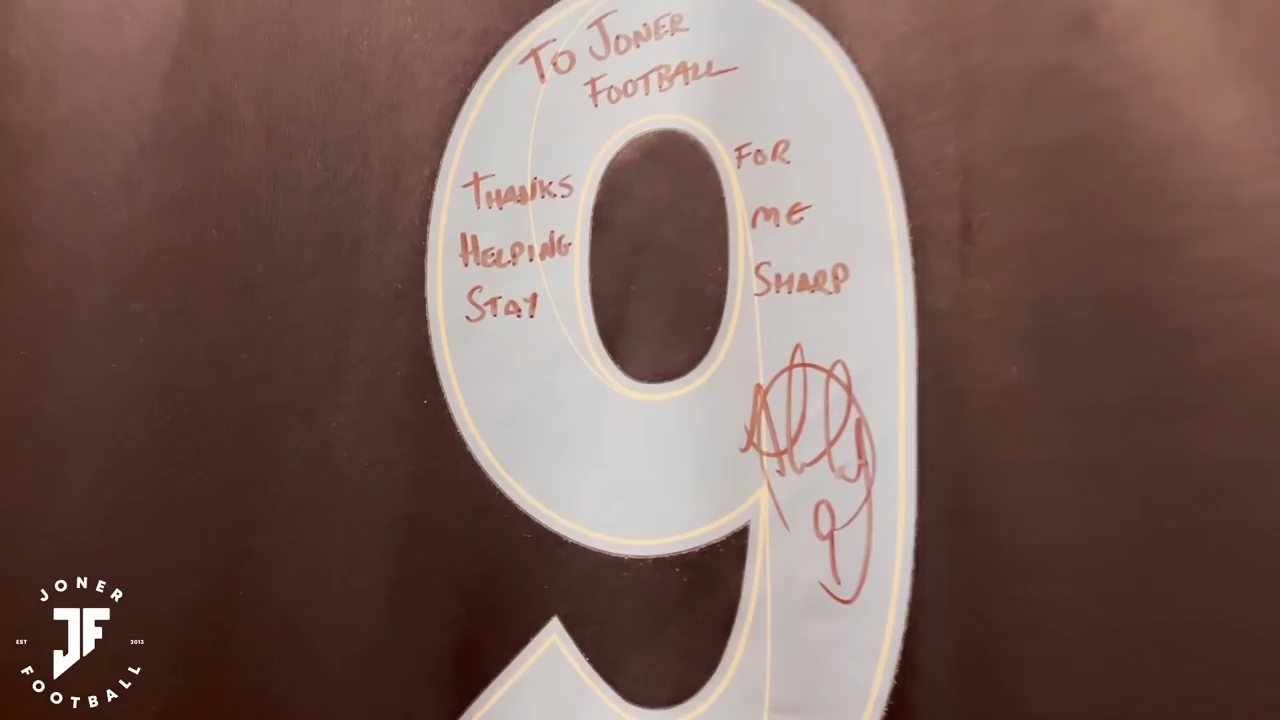 To JONER
FOOTBALL
THANKS FOR
HELPING ME
STAY SHARP
9
JONER
JF
EST 2013
FOOTBALL